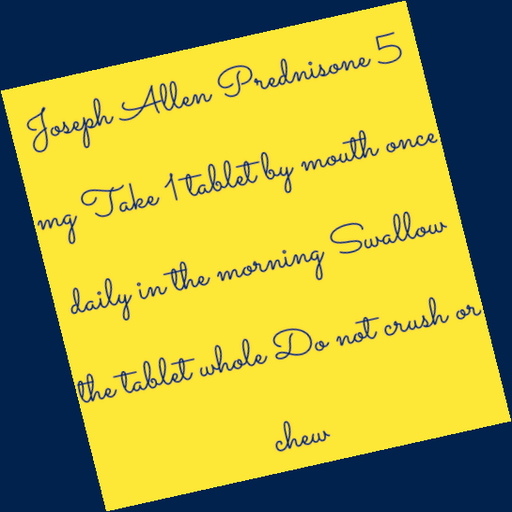 Joseph Allen Prednisone 5
mg Take 1 tablet by mouth once
daily in the morning Swallow
the tablet whole Do not crush or
chew